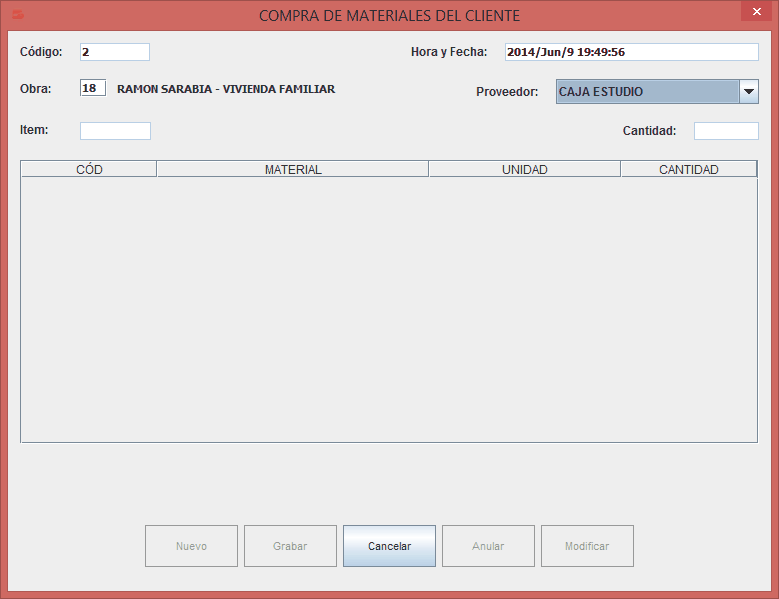 COMPRA DE MATERIALES DEL CLIENTE
Código: 2 Hora y Fecha: 2014/Jun/9 19:49:56
Obra: 18 RAMON SARABIA - VIVIENDA FAMILIAR Proveedor: CAJA ESTUDIO
Item: Cantidad:
CÓD MATERIAL UNIDAD CANTIDAD
Nuevo Grabar Cancelar Anular Modificar